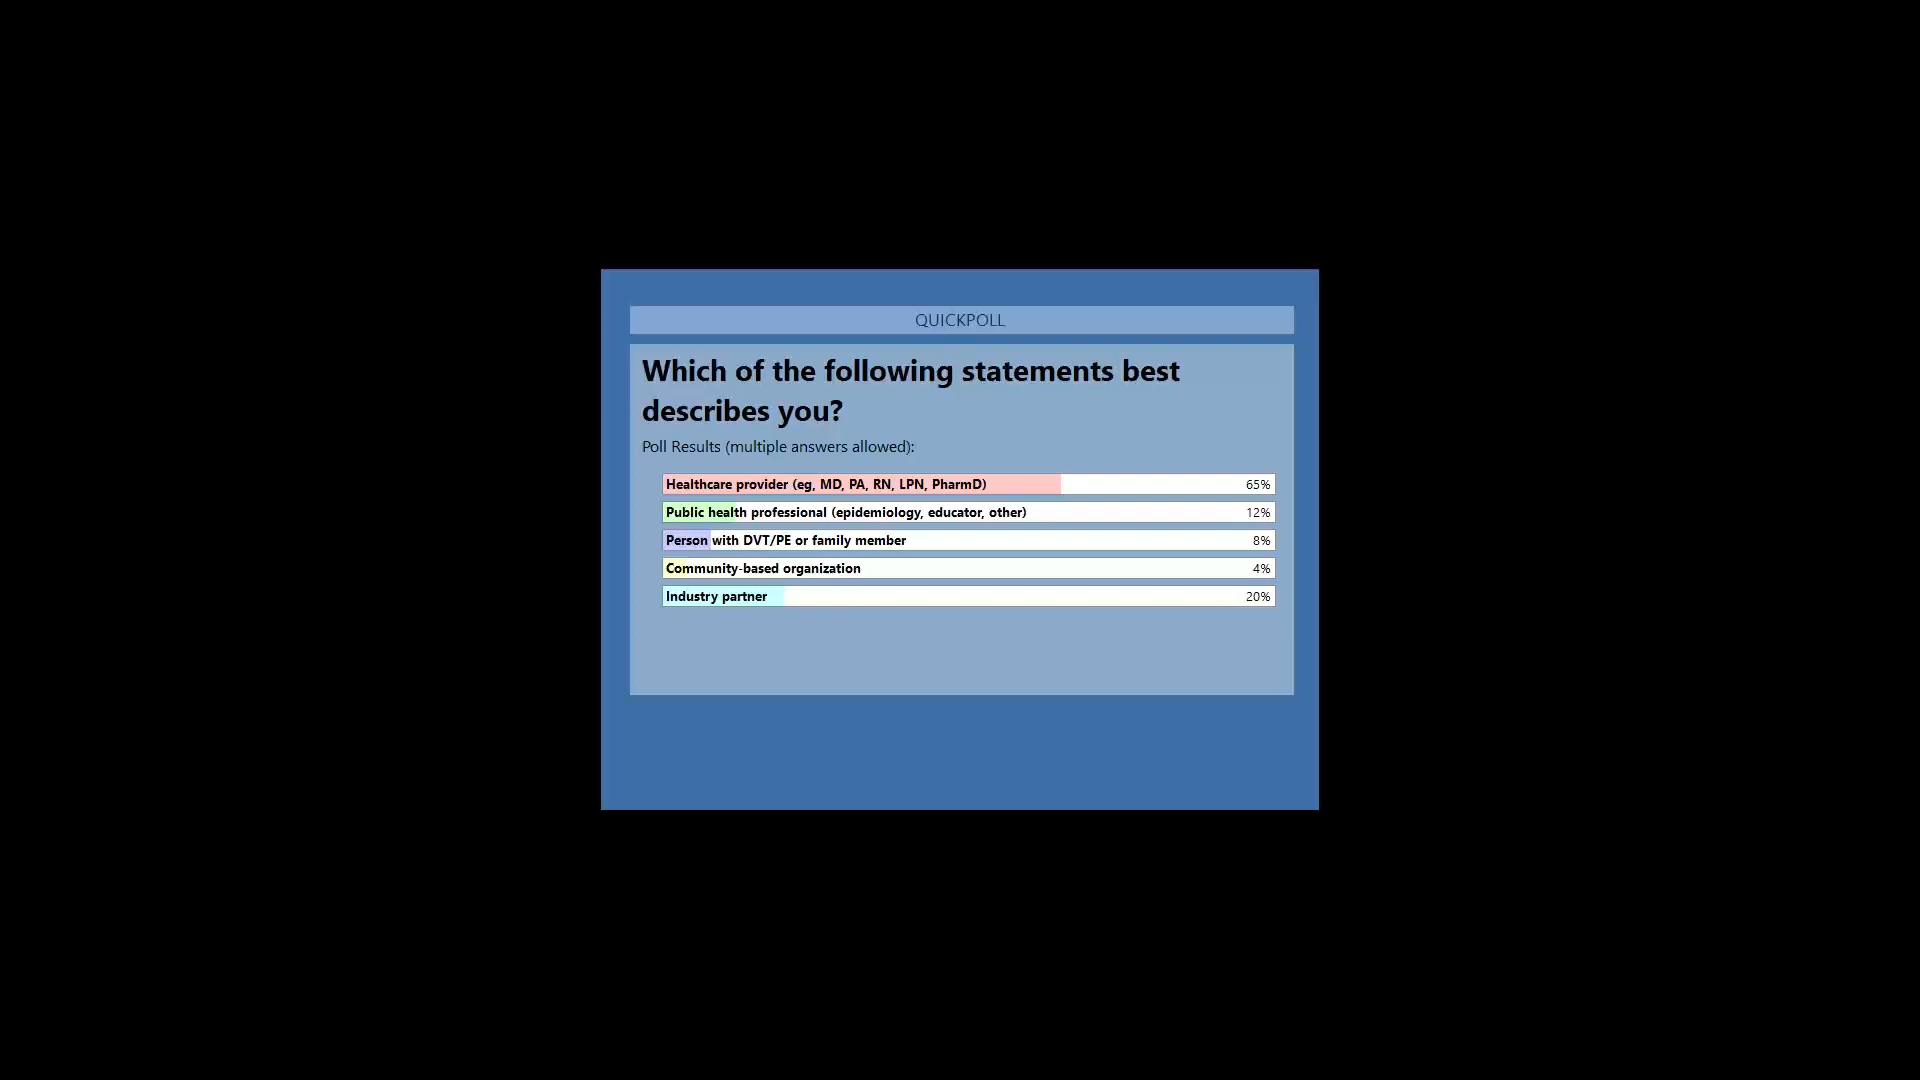 QUICKPOLL
Which of the following statements best
describes you?
Poll Results (multiple answers allowed):
Healthcare provider (eg, MD, PA, RN, LPN, PharmD) 65%
Public health professional (epidemiology, educator, other) 12%
Person with DVT/PE or family member 8%
Community-based organization 4%
Industry partner 20%